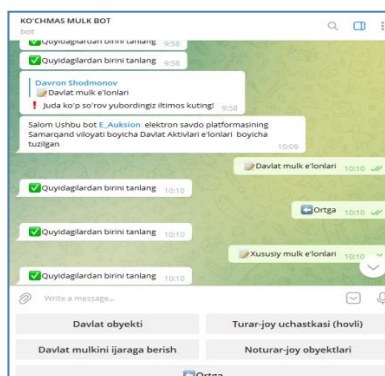 KO'CHMAS MULK BOT
bot
Quyidagilardan birini tanlang 9:58
Quyidagilardan birini tanlang 9:58
Davron Shodmonov
Davlat mulk e'lonlari
Juda ko'p so'rov yubordingiz iltimos kuting! 9:58
Salom Ushbu bot E_Auksion elektron savdo platformasining
Samarqand viloyati boyicha Davlat Aktivlari e'lonlari boyicha
tuzilgan 10:09
Davlat mulk e'lonlari 10:10
Quyidagilardan birini tanlang 10:10
Ortga 10:10
Quyidagilardan birini tanlang 10:10
Xususiy mulk e'lonlari 10:10
Quyidagilardan birini tanlang 10:10
Write a message...
Davlat obyekti
Turar-joy uchastkasi (hovli)
Davlat mulkini ijaraga berish
Noturar-joy obyektlari
Ortga